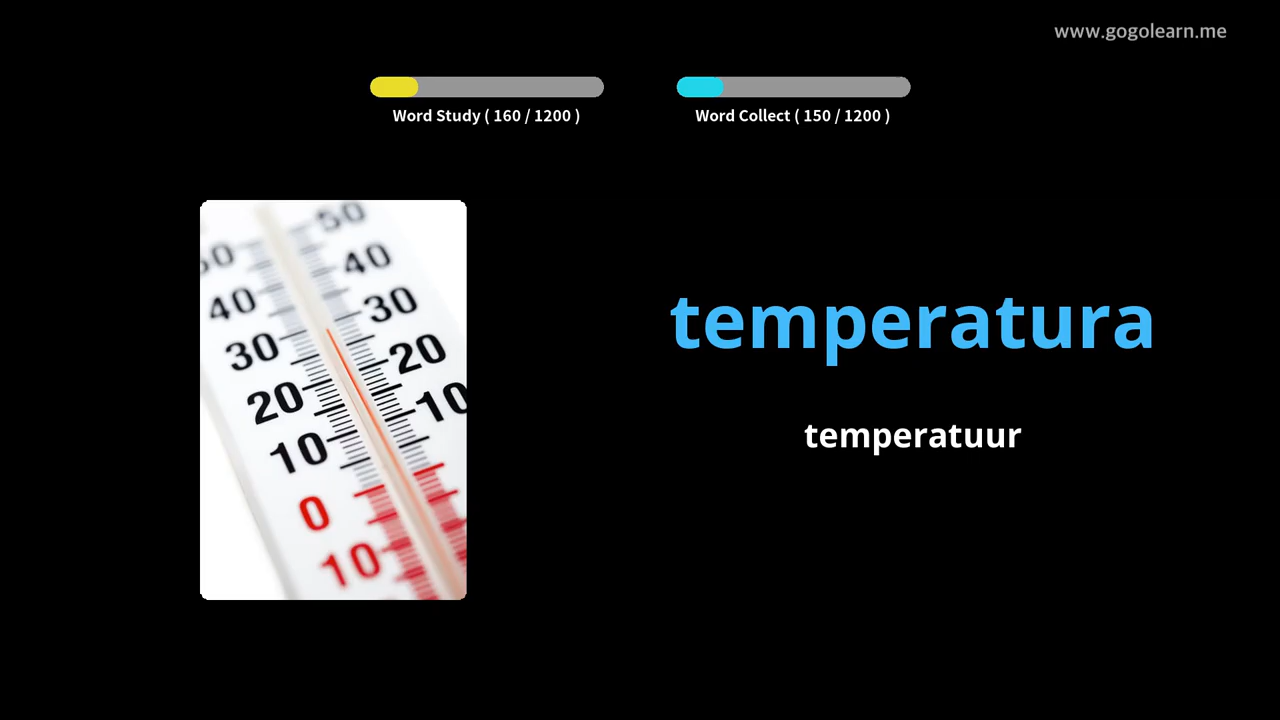 www.gogolearn.me
Word Study ( 160 / 1200 )
Word Collect ( 150 / 1200 )
50
40
40
30
30
20
20
10
10
0
10
temperatura
temperatuur